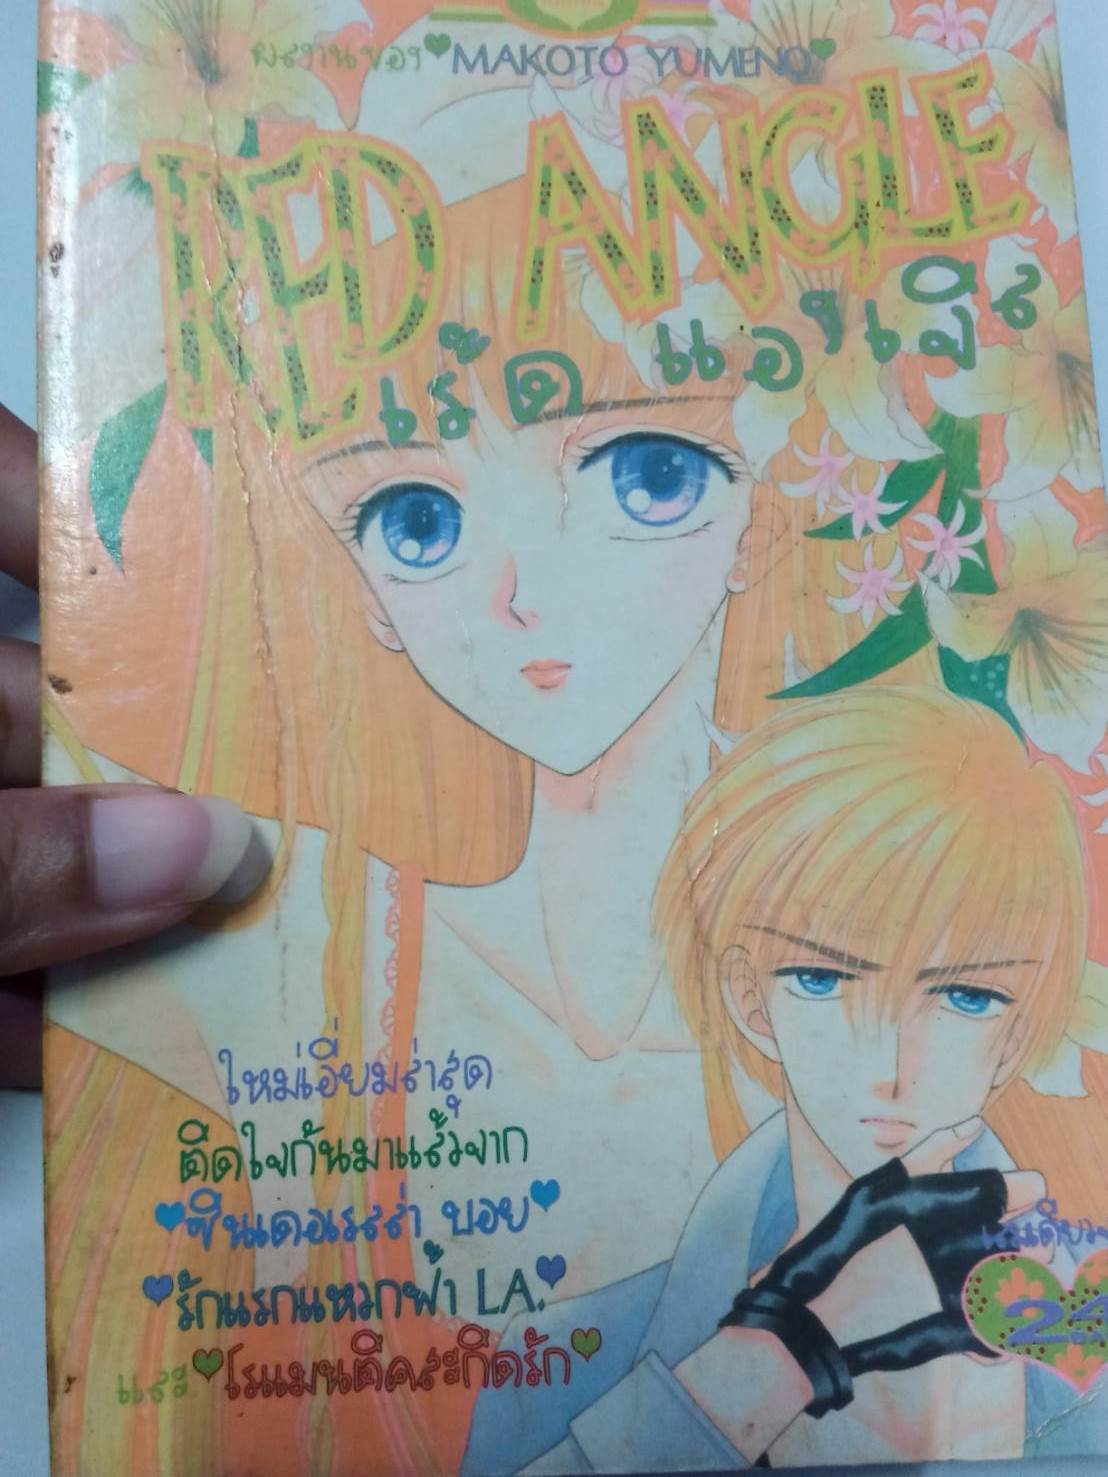 ผลงานของ MAKOTO YUMENO
RED ANGLE
เร้ด แองเจิล
ใหม่เอี่ยมล่าสุด
ติดใจกันมาแล้วจาก
ซินเดอเรลล่า บอย
รักแรกแหวกฟ้า L.A.
และ โรแมนติคสะกิดรัก
24